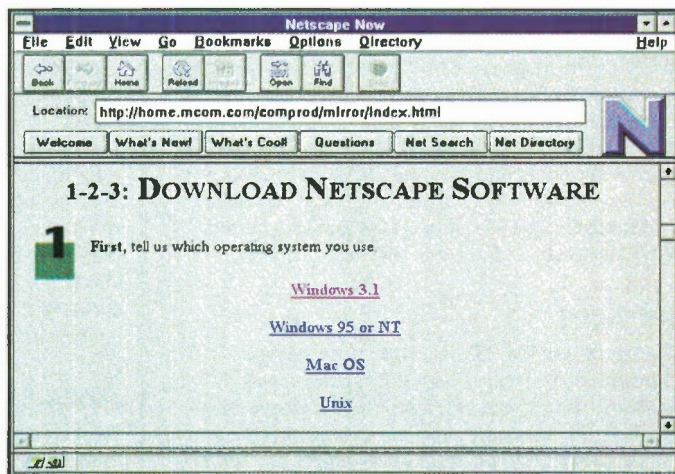 Netscape Now
File Edit View Go Bookmarks Options Directory Help
Back Home Reload Open Find
Location: http://home.mcom.com/comprod/mirror/index.html
Welcome What's New! What's Cool! Questions Net Search Net Directory
N
1-2-3: DOWNLOAD NETSCAPE SOFTWARE
1 First, tell us which operating system you use
Windows 3.1
Windows 95 or NT
Mac OS
Unix